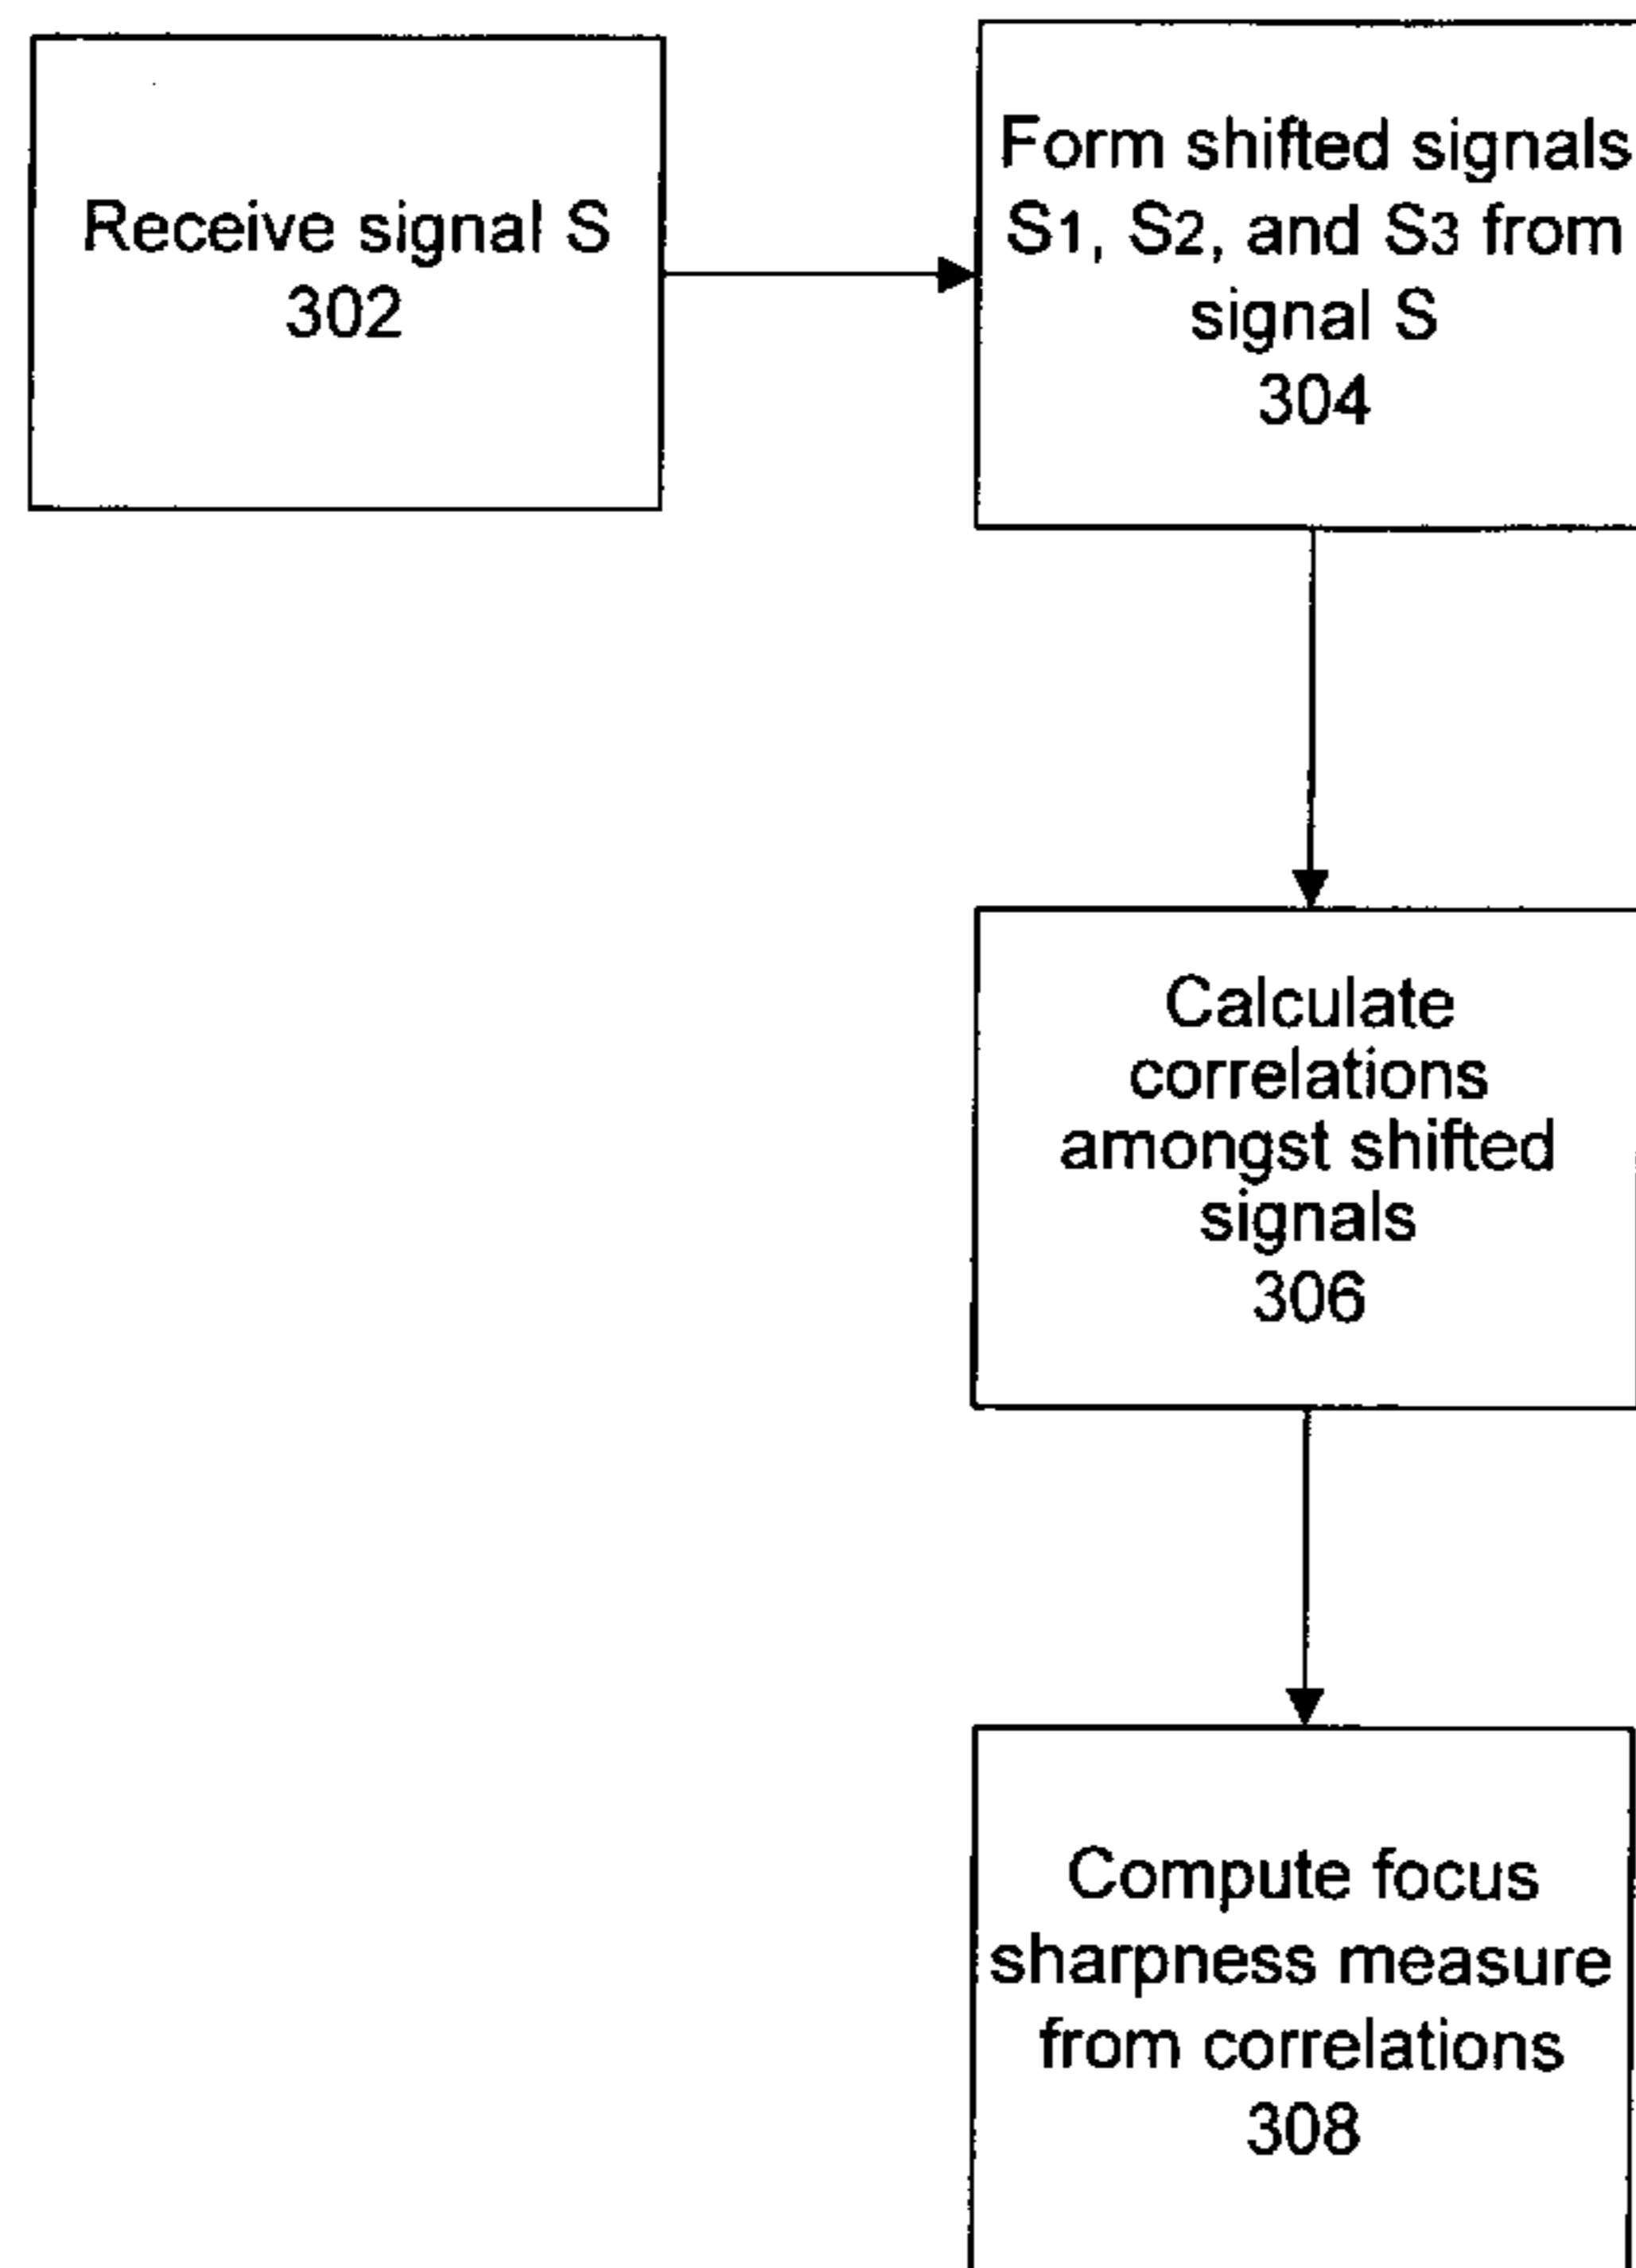 Receive signal S
302
Form shifted signals
S1, S2, and S3 from
signal S
304
Calculate
correlations
amongst shifted
signals
306
Compute focus
sharpness measure
from correlations
308